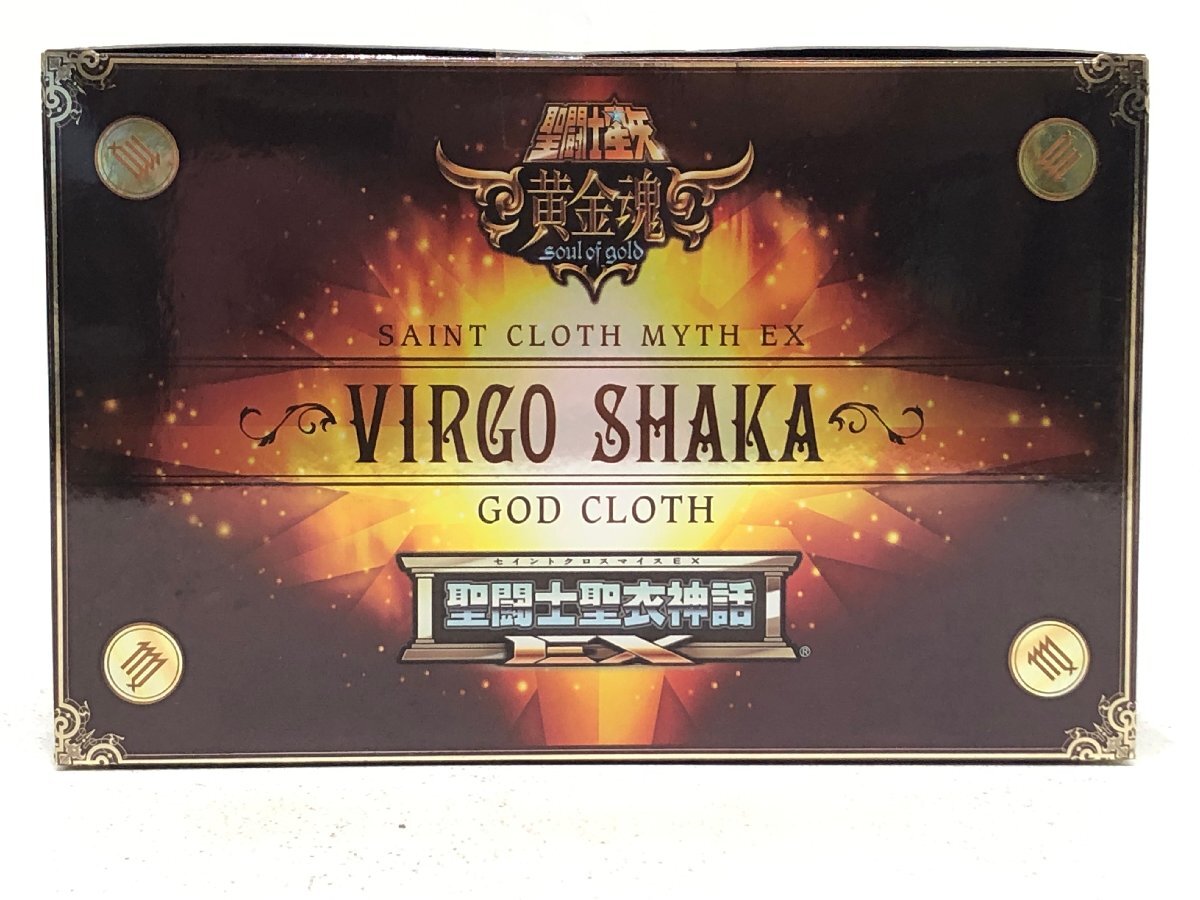 聖闘士星矢
黄金魂
soul of gold
SAINT CLOTH MYTH EX
VIRGO SHAKA
GOD CLOTH
セイントクロスマイスEX
聖闘士聖衣神話
EX ®